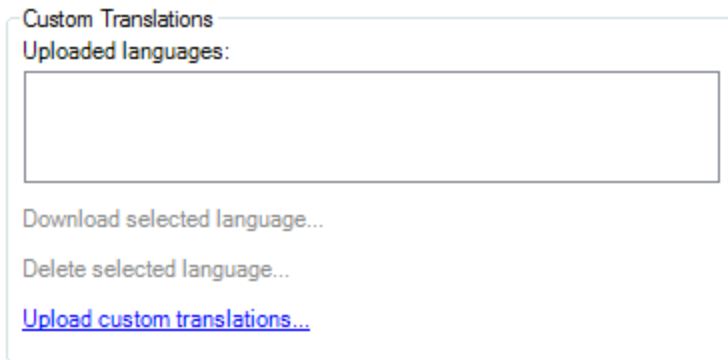 Custom Translations
Uploaded languages:
Download selected language...
Delete selected language...
Upload custom translations...